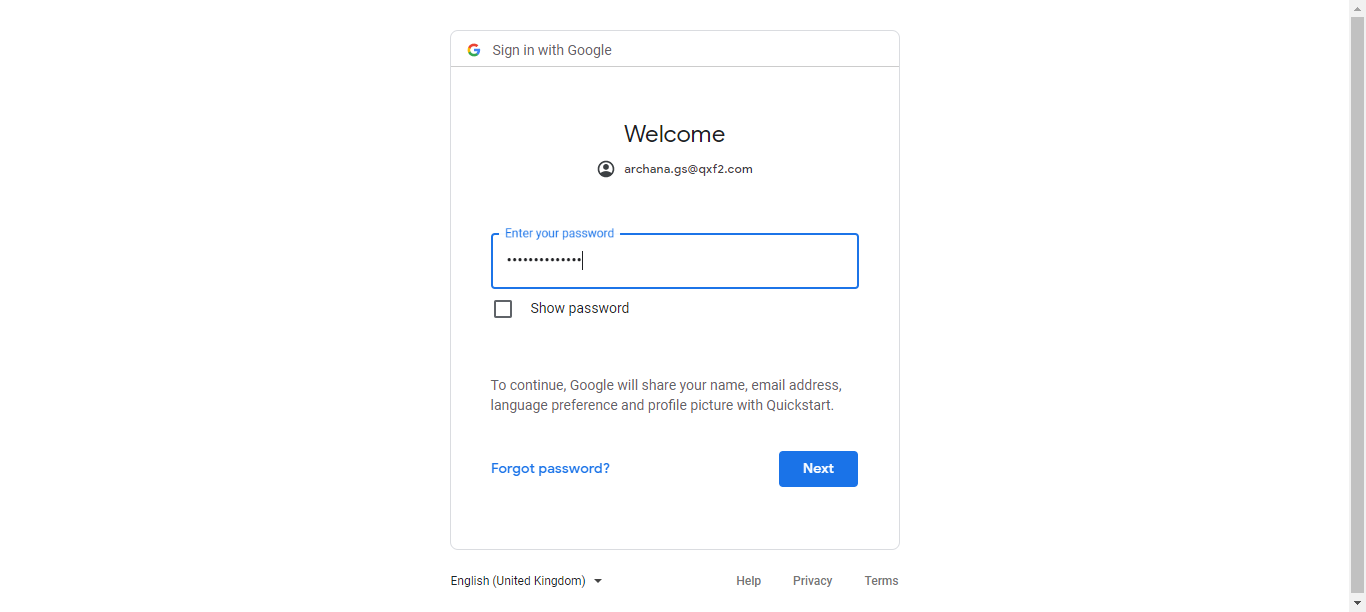 Sign in with Google
Welcome
archana.gs@qxf2.com
Enter your password
••••••••••••••
Show password
To continue, Google will share your name, email address,
language preference and profile picture with Quickstart.
Forgot password?
Next
English (United Kingdom)
Help
Privacy
Terms